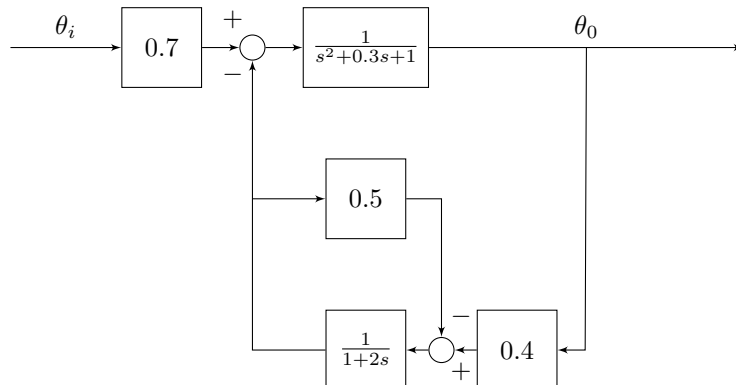 θ_i
+
0.7
1/(s²+0.3s+1)
θ_0
−
0.5
−
1/(1+2s)
+
0.4